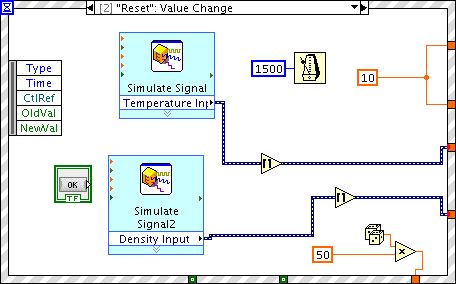 [2] "Reset": Value Change
Type
Time
CtlRef
OldVal
NewVal
Simulate Signal
Temperature Inp
1500
10
OK
TF
Simulate
Signal2
Density Input
50
×